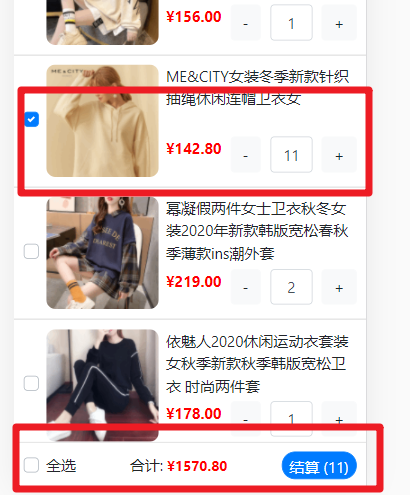 ¥156.00 - 1 +
ME&CITY
ME&CITY女装冬季新款针织
抽绳休闲连帽卫衣女
¥142.80 - 11 +
幂凝假两件女士卫衣秋冬女
装2020年新款韩版宽松春秋
季薄款ins潮外套
¥219.00 - 2 +
依魅人2020休闲运动衣套装
女秋季新款秋季韩版宽松卫
衣 时尚两件套
¥178.00 - 1 +
全选 合计: ¥1570.80 结算 (11)